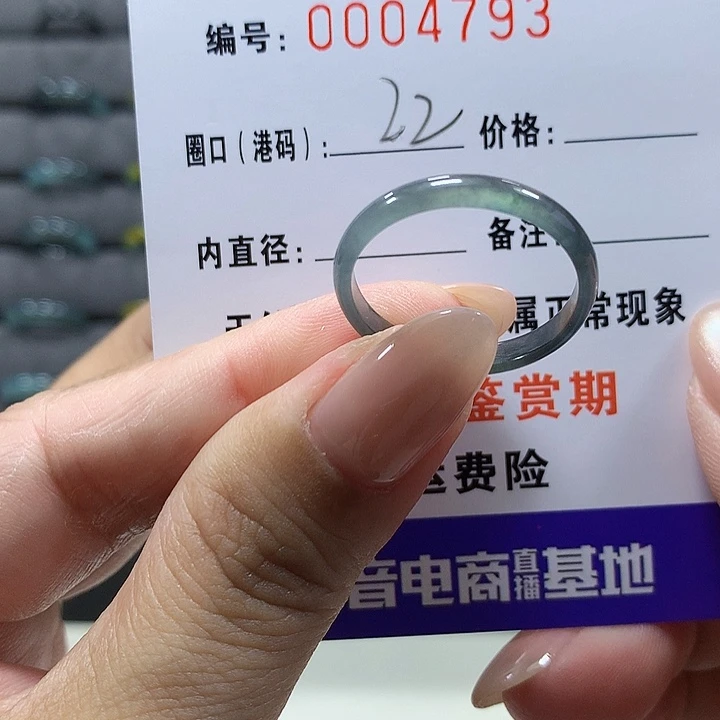 编号: 0004793
圈口(港码): 22 价格:
内直径: 备注:
属正常现象
鉴赏期
运费险
音电商直播基地